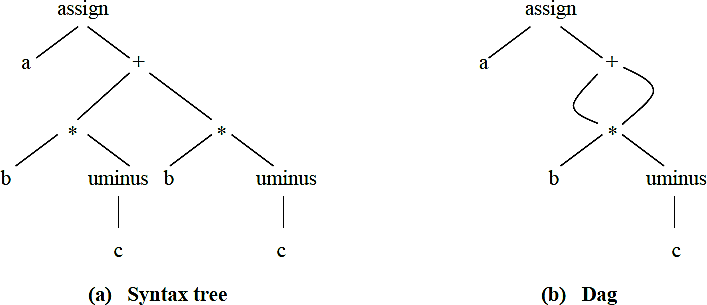 assign assign
a + a +
* * *
b uminus b uminus b uminus
c c c
(a) Syntax tree (b) Dag